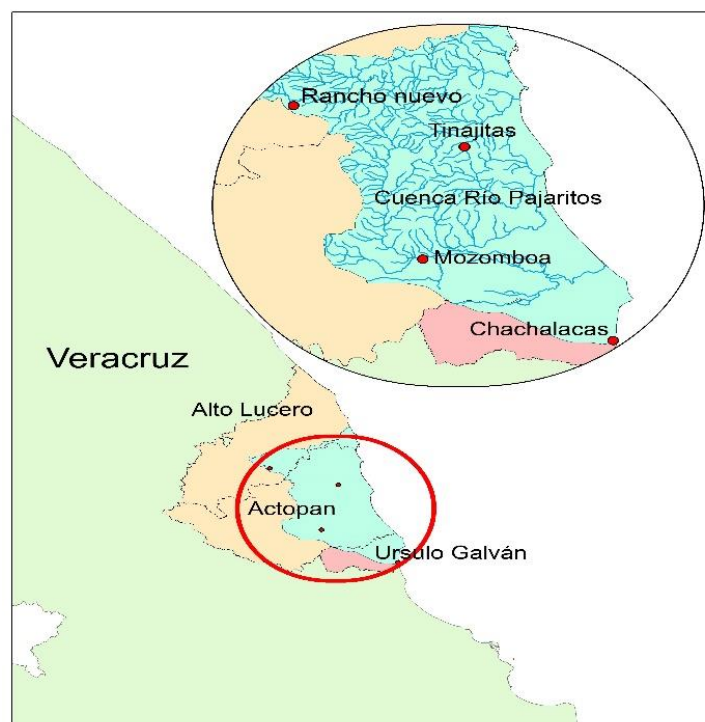 Rancho nuevo
Tinajitas
Cuenca Río Pajaritos
Mozomboa
Chachalacas
Veracruz
Alto Lucero
Actopan
Ursulo Galván